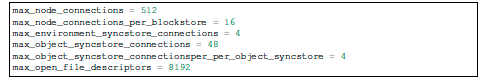 max_node_connections = 512
max_node_connections_per_blockstore = 16
max_environment_syncstore_connections = 4
max_object_syncstore_connections = 48
max_object_syncstore_connectionsper_per_object_syncstore = 4
max_open_file_descriptors = 8192